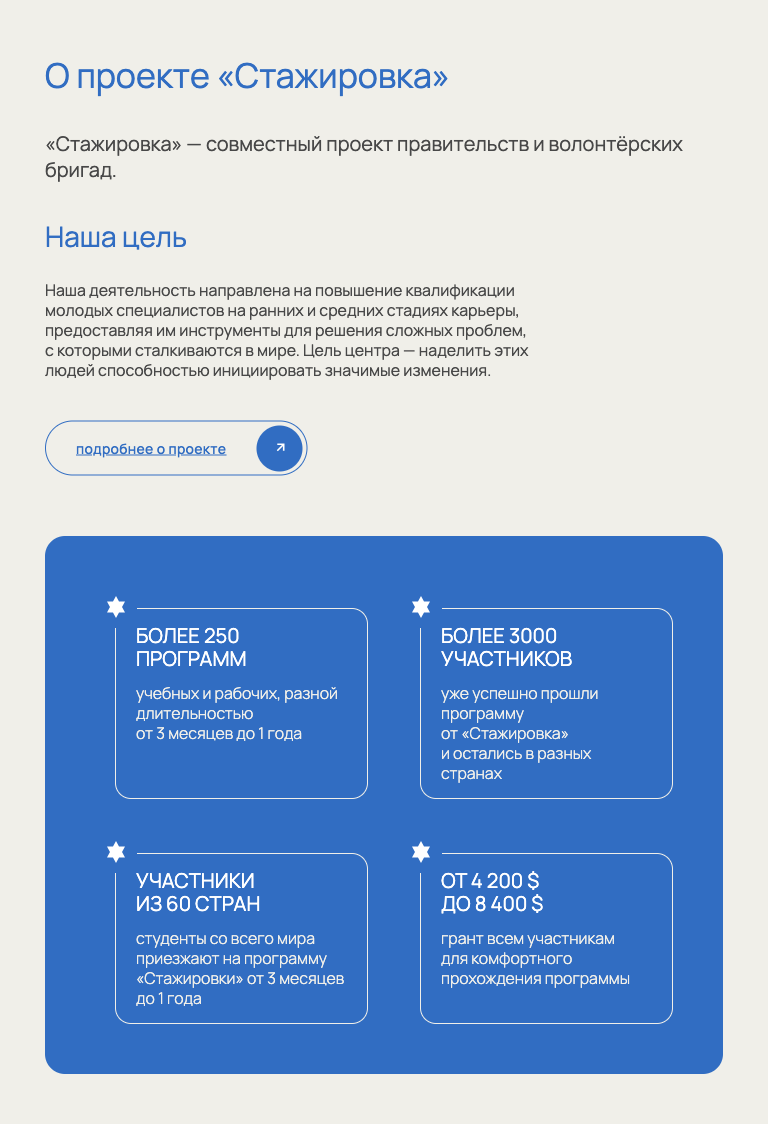 О проекте «Стажировка»
«Стажировка» — совместный проект правительств и волонтёрских
бригад.
Наша цель
Наша деятельность направлена на повышение квалификации
молодых специалистов на ранних и средних стадиях карьеры,
предоставляя им инструменты для решения сложных проблем,
с которыми сталкиваются в мире. Цель центра — наделить этих
людей способностью инициировать значимые изменения.
подробнее о проекте
БОЛЕЕ 250
ПРОГРАММ
учебных и рабочих, разной
длительностью
от 3 месяцев до 1 года
БОЛЕЕ 3000
УЧАСТНИКОВ
уже успешно прошли
программу
от «Стажировка»
и остались в разных
странах
УЧАСТНИКИ
ИЗ 60 СТРАН
студенты со всего мира
приезжают на программу
«Стажировки» от 3 месяцев
до 1 года
ОТ 4 200 $
ДО 8 400 $
грант всем участникам
для комфортного
прохождения программы